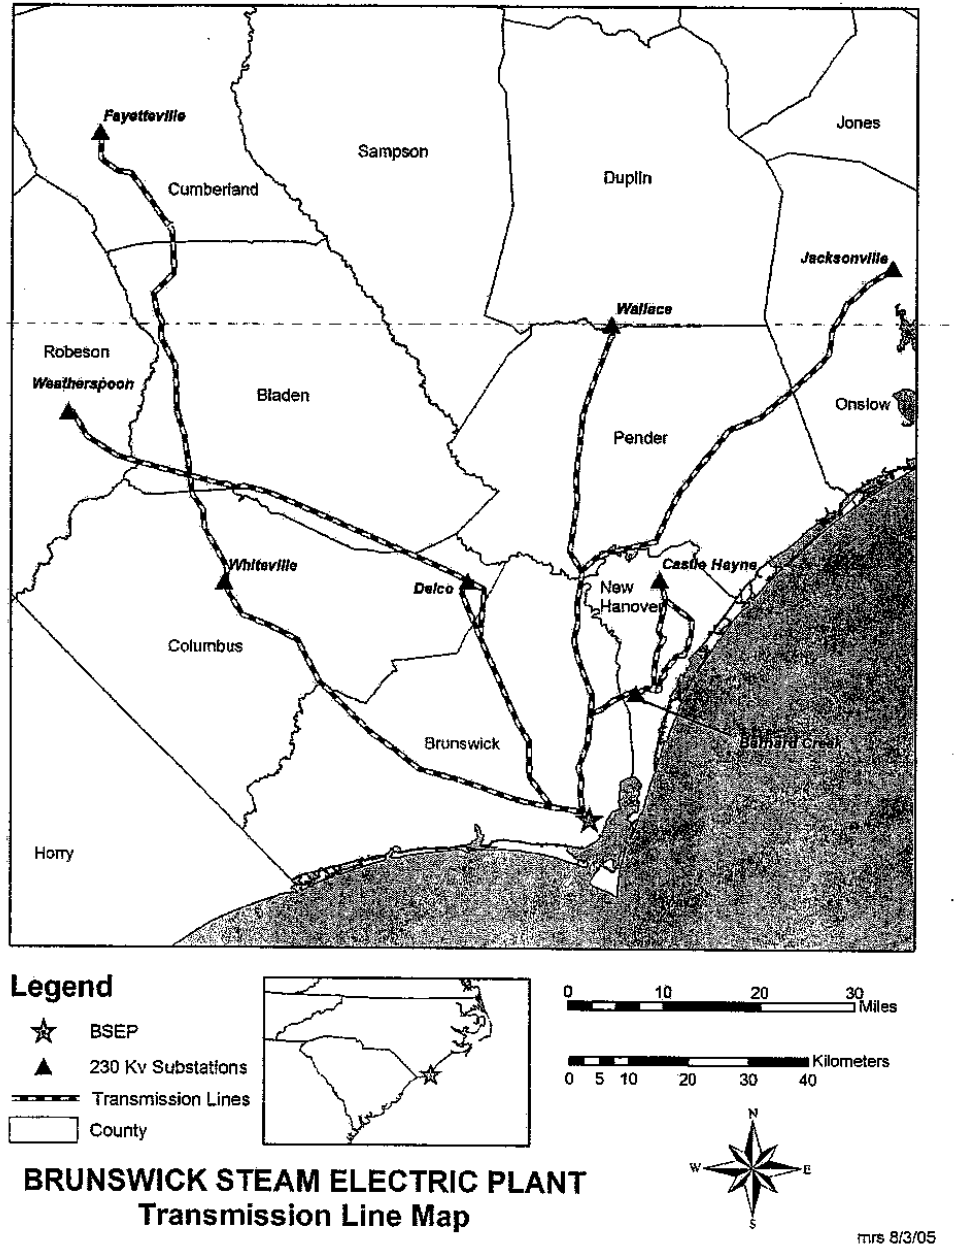 Fayetteville
Jones
Sampson
Duplin
Cumberland
Jacksonville
Wallace
Robeson
Weatherspoon
Bladen
Onslow
Pender
Whiteville
Castle Hayne
Delco
New
Hanover
Columbus
Brunswick
Barnard Creek
Horry
Legend
BSEP
230 Kv Substations
Transmission Lines
County
0 10 20 30
Miles
Kilometers
0 5 10 20 30 40
N
W E
S
BRUNSWICK STEAM ELECTRIC PLANT
Transmission Line Map
mrs 8/3/05